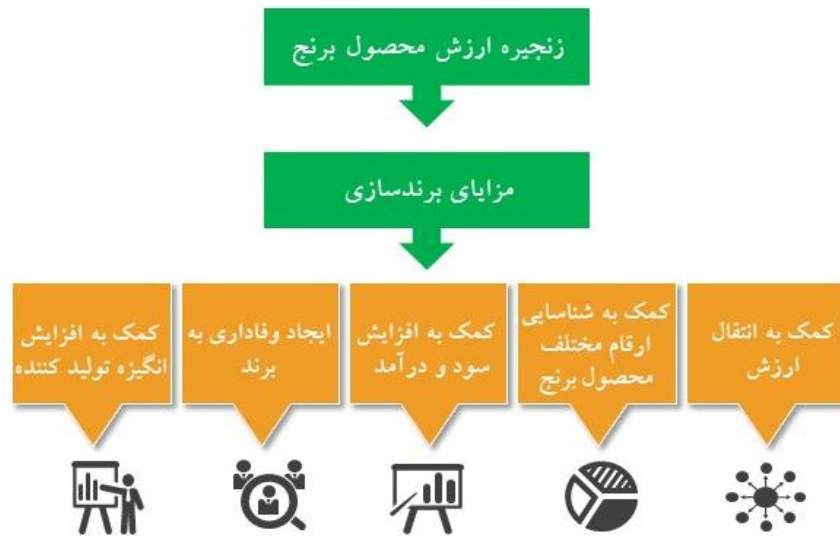 زنجیره ارزش محصول برنج
مزایای برندسازی
کمک به انتقال
ارزش
کمک به شناسایی
ارقام مختلف
محصول برنج
کمک به افزایش
سود و درآمد
ایجاد وفاداری به
برند
کمک به افزایش
انگیزه تولید کننده